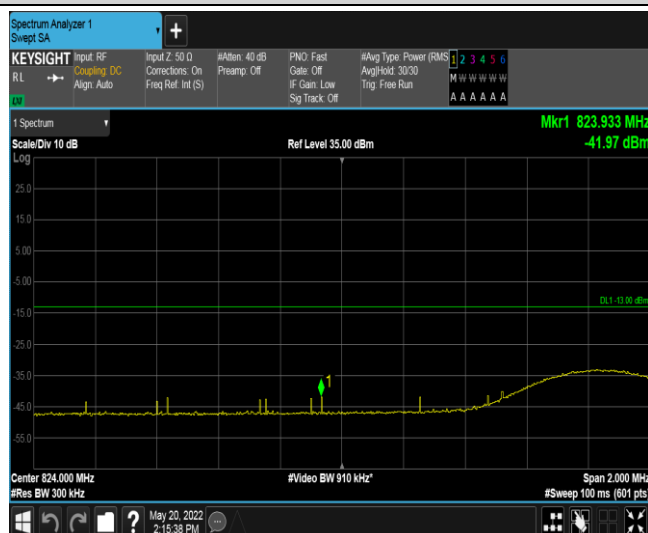 Spectrum Analyzer 1
Swept SA
+
KEYSIGHT
RL
LXI
Input: RF
Coupling: DC
Align: Auto
Input Z: 50 Ω
Corrections: On
Freq Ref: Int (S)
#Atten: 40 dB
Preamp: Off
PNO: Fast
Gate: Off
IF Gain: Low
Sig Track: Off
#Avg Type: Power (RMS
Avg|Hold: 30/30
Trig: Free Run
1 2 3 4 5 6
M W W W W W
A A A A A A
1 Spectrum
Mkr1 823.933 MHz
Scale/Div 10 dB
Ref Level 35.00 dBm
-41.97 dBm
Log
25.0
15.0
5.00
-5.00
DL1 -13.00 dBm
-15.0
-25.0
-35.0
1
-45.0
-55.0
Center 824.000 MHz
#Video BW 910 kHz*
Span 2.000 MHz
#Res BW 300 kHz
#Sweep 100 ms (601 pts)
?
May 20, 2022
2:15:38 PM